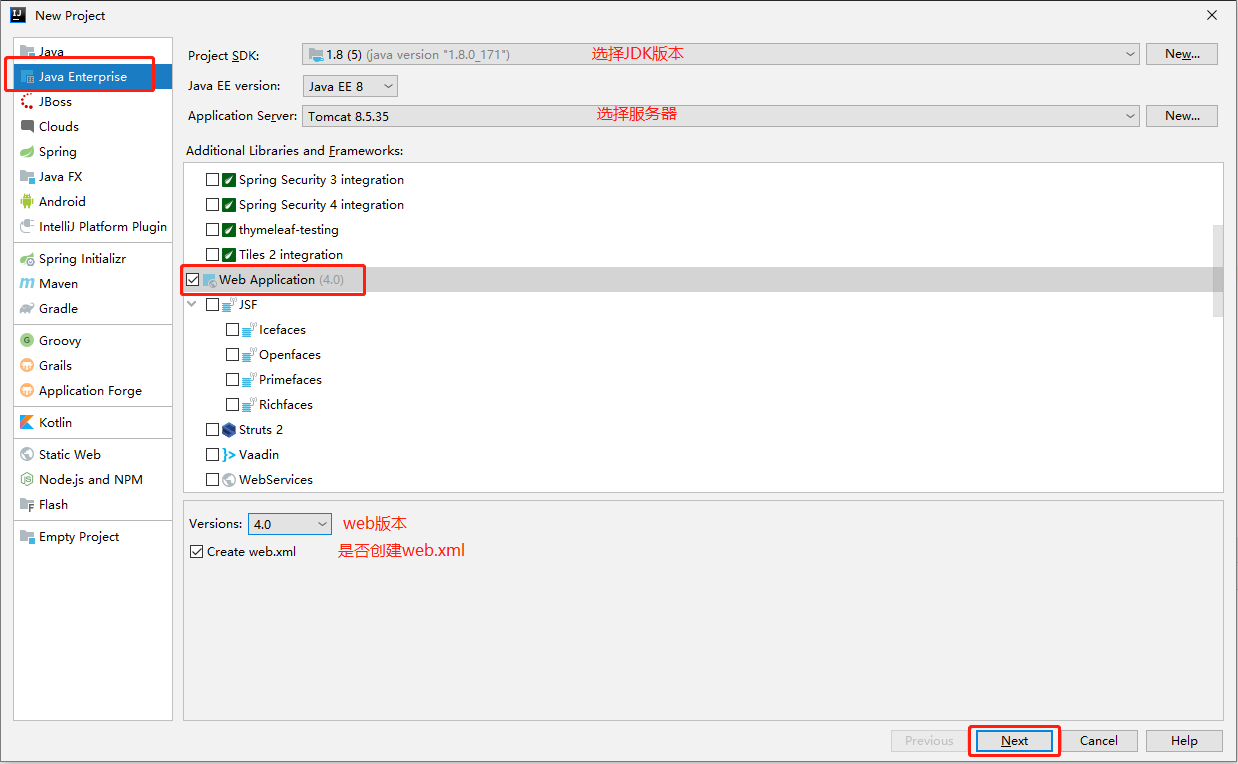 New Project
Java
Java Enterprise
JBoss
Clouds
Spring
Java FX
Android
IntelliJ Platform Plugin
Spring Initializr
Maven
Gradle
Groovy
Grails
Application Forge
Kotlin
Static Web
Node.js and NPM
Flash
Empty Project
Project SDK: 1.8 (5) (java version "1.8.0_171") 选择JDK版本 New...
Java EE version: Java EE 8
Application Server: Tomcat 8.5.35 选择服务器 New...
Additional Libraries and Frameworks:
Spring Security 3 integration
Spring Security 4 integration
thymeleaf-testing
Tiles 2 integration
Web Application (4.0)
JSF
Icefaces
Openfaces
Primefaces
Richfaces
Struts 2
Vaadin
WebServices
Versions: 4.0 web版本
Create web.xml 是否创建web.xml
Previous Next Cancel Help